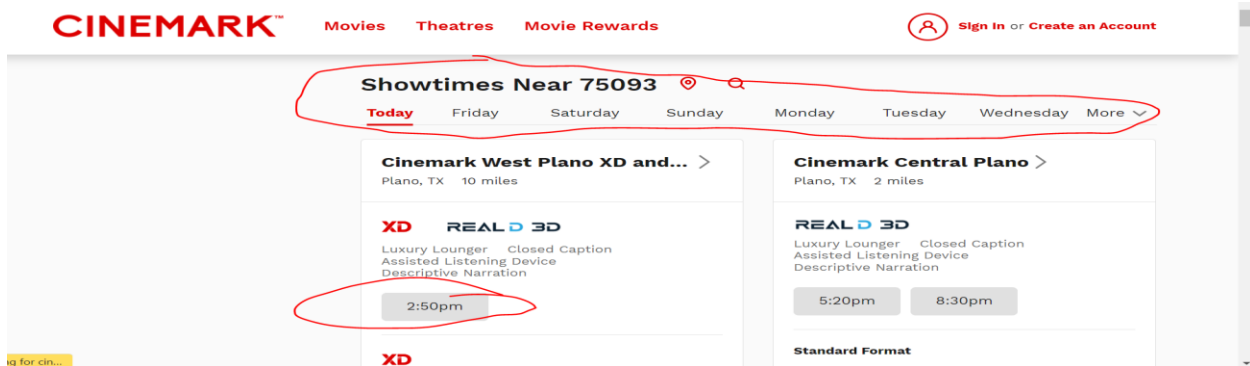 CINEMARK™ Movies Theatres Movie Rewards Sign In or Create an Account
Showtimes Near 75093
Today Friday Saturday Sunday Monday Tuesday Wednesday More
Cinemark West Plano XD and...
Plano, TX 10 miles
XD REAL D 3D
Luxury Lounger Closed Caption
Assisted Listening Device
Descriptive Narration
2:50pm
XD
Cinemark Central Plano
Plano, TX 2 miles
REAL D 3D
Luxury Lounger Closed Caption
Assisted Listening Device
Descriptive Narration
5:20pm 8:30pm
Standard Format
for cin...